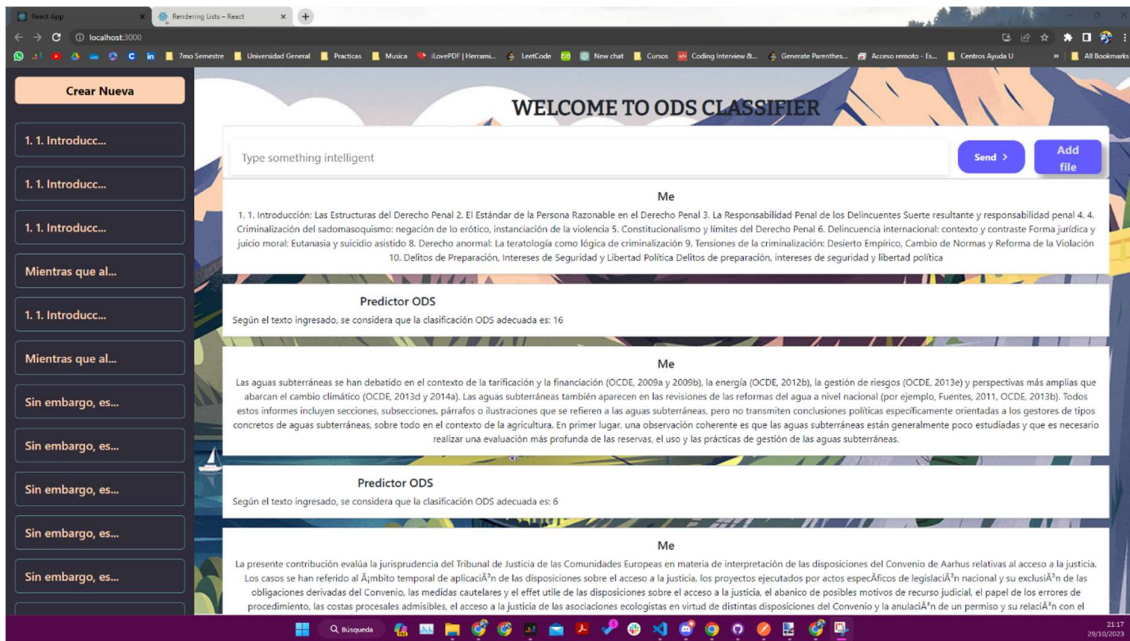 React App
Rendering Lists – React
localhost:3000
7mo Semestre Universidad General Practicas Musica iLovePDF | Herrami... LeetCode New chat Cursos Coding Interview &... Generate Parenthes... Acceso remoto - Es... Centros Ayuda U » All Bookmarks
Crear Nueva
1. 1. Introducc...
1. 1. Introducc...
1. 1. Introducc...
Mientras que al...
1. 1. Introducc...
Mientras que al...
Sin embargo, es...
Sin embargo, es...
Sin embargo, es...
Sin embargo, es...
Sin embargo, es...
WELCOME TO ODS CLASSIFIER
Type something intelligent
Send >
Add
file
Me
1. 1. Introducción: Las Estructuras del Derecho Penal 2. El Estándar de la Persona Razonable en el Derecho Penal 3. La Responsabilidad Penal de los Delincuentes Suerte resultante y responsabilidad penal 4. 4.
Criminalización del sadomasoquismo: negación de lo erótico, instanciación de la violencia 5. Constitucionalismo y límites del Derecho Penal 6. Delincuencia internacional: contexto y contraste Forma jurídica y
juicio moral: Eutanasia y suicidio asistido 8. Derecho anormal: La teratología como lógica de criminalización 9. Tensiones de la criminalización: Desierto Empírico, Cambio de Normas y Reforma de la Violación
10. Delitos de Preparación, Intereses de Seguridad y Libertad Política Delitos de preparación, intereses de seguridad y libertad política
Predictor ODS
Según el texto ingresado, se considera que la clasificación ODS adecuada es: 16
Me
Las aguas subterráneas se han debatido en el contexto de la tarificación y la financiación (OCDE, 2009a y 2009b), la energía (OCDE, 2012b), la gestión de riesgos (OCDE, 2013e) y perspectivas más amplias que
abarcan el cambio climático (OCDE, 2013d y 2014a). Las aguas subterráneas también aparecen en las revisiones de las reformas del agua a nivel nacional (por ejemplo, Fuentes, 2011, OCDE, 2013b). Todos
estos informes incluyen secciones, subsecciones, párrafos o ilustraciones que se refieren a las aguas subterráneas, pero no transmiten conclusiones políticas específicamente orientadas a los gestores de tipos
concretos de aguas subterráneas, sobre todo en el contexto de la agricultura. En primer lugar, una observación coherente es que las aguas subterráneas están generalmente poco estudiadas y que es necesario
realizar una evaluación más profunda de las reservas, el uso y las prácticas de gestión de las aguas subterráneas.
Predictor ODS
Según el texto ingresado, se considera que la clasificación ODS adecuada es: 6
Me
La presente contribución evalúa la jurisprudencia del Tribunal de Justicia de las Comunidades Europeas en materia de interpretación de las disposiciones del Convenio de Aarhus relativas al acceso a la justicia.
Los casos se han referido al Ã¡mbito temporal de aplicaciÃ³n de las disposiciones sobre el acceso a la justicia, los proyectos ejecutados por actos especÃficos de legislaciÃ³n nacional y su exclusiÃ³n de las
obligaciones derivadas del Convenio, las medidas cautelares y el effet utile de las disposiciones sobre el acceso a la justicia, el abanico de posibles motivos de recurso judicial, el papel de los errores de
procedimiento, las costas procesales admisibles, el acceso a la justicia de las asociaciones ecologistas en virtud de distintas disposiciones del Convenio y la anulaciÃ³n de un permiso y su relaciÃ³n con el
Búsqueda
21:17
29/10/2023